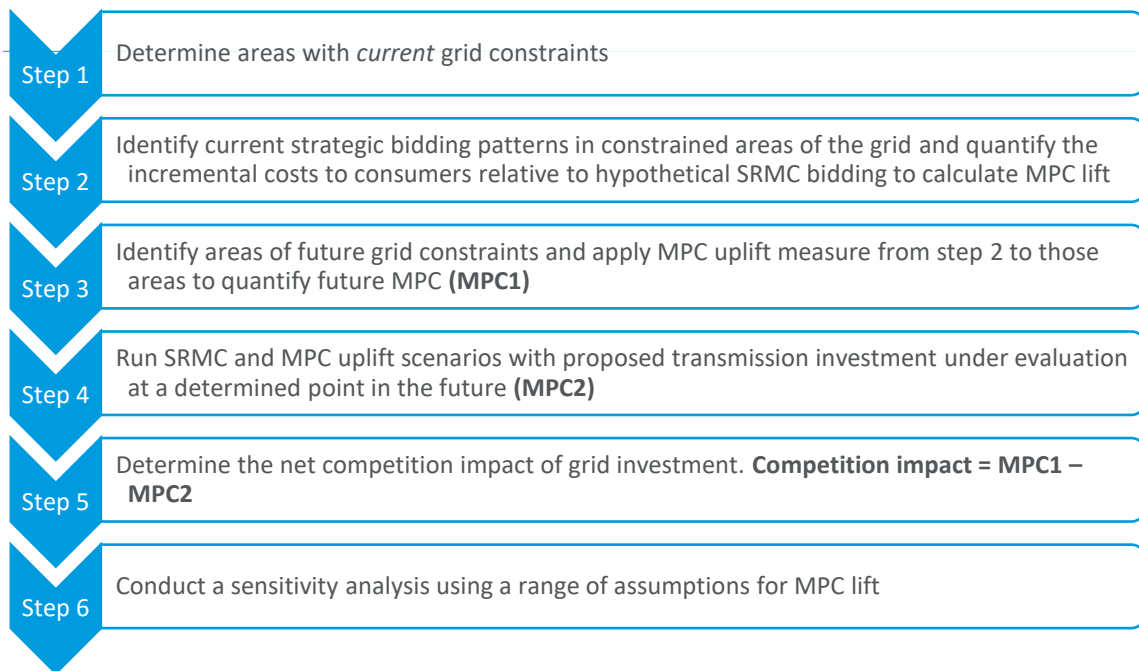 Step 1
Determine areas with current grid constraints
Step 2
Identify current strategic bidding patterns in constrained areas of the grid and quantify the
incremental costs to consumers relative to hypothetical SRMC bidding to calculate MPC lift
Step 3
Identify areas of future grid constraints and apply MPC uplift measure from step 2 to those
areas to quantify future MPC (MPC1)
Step 4
Run SRMC and MPC uplift scenarios with proposed transmission investment under evaluation
at a determined point in the future (MPC2)
Step 5
Determine the net competition impact of grid investment. Competition impact = MPC1 –
MPC2
Step 6
Conduct a sensitivity analysis using a range of assumptions for MPC lift